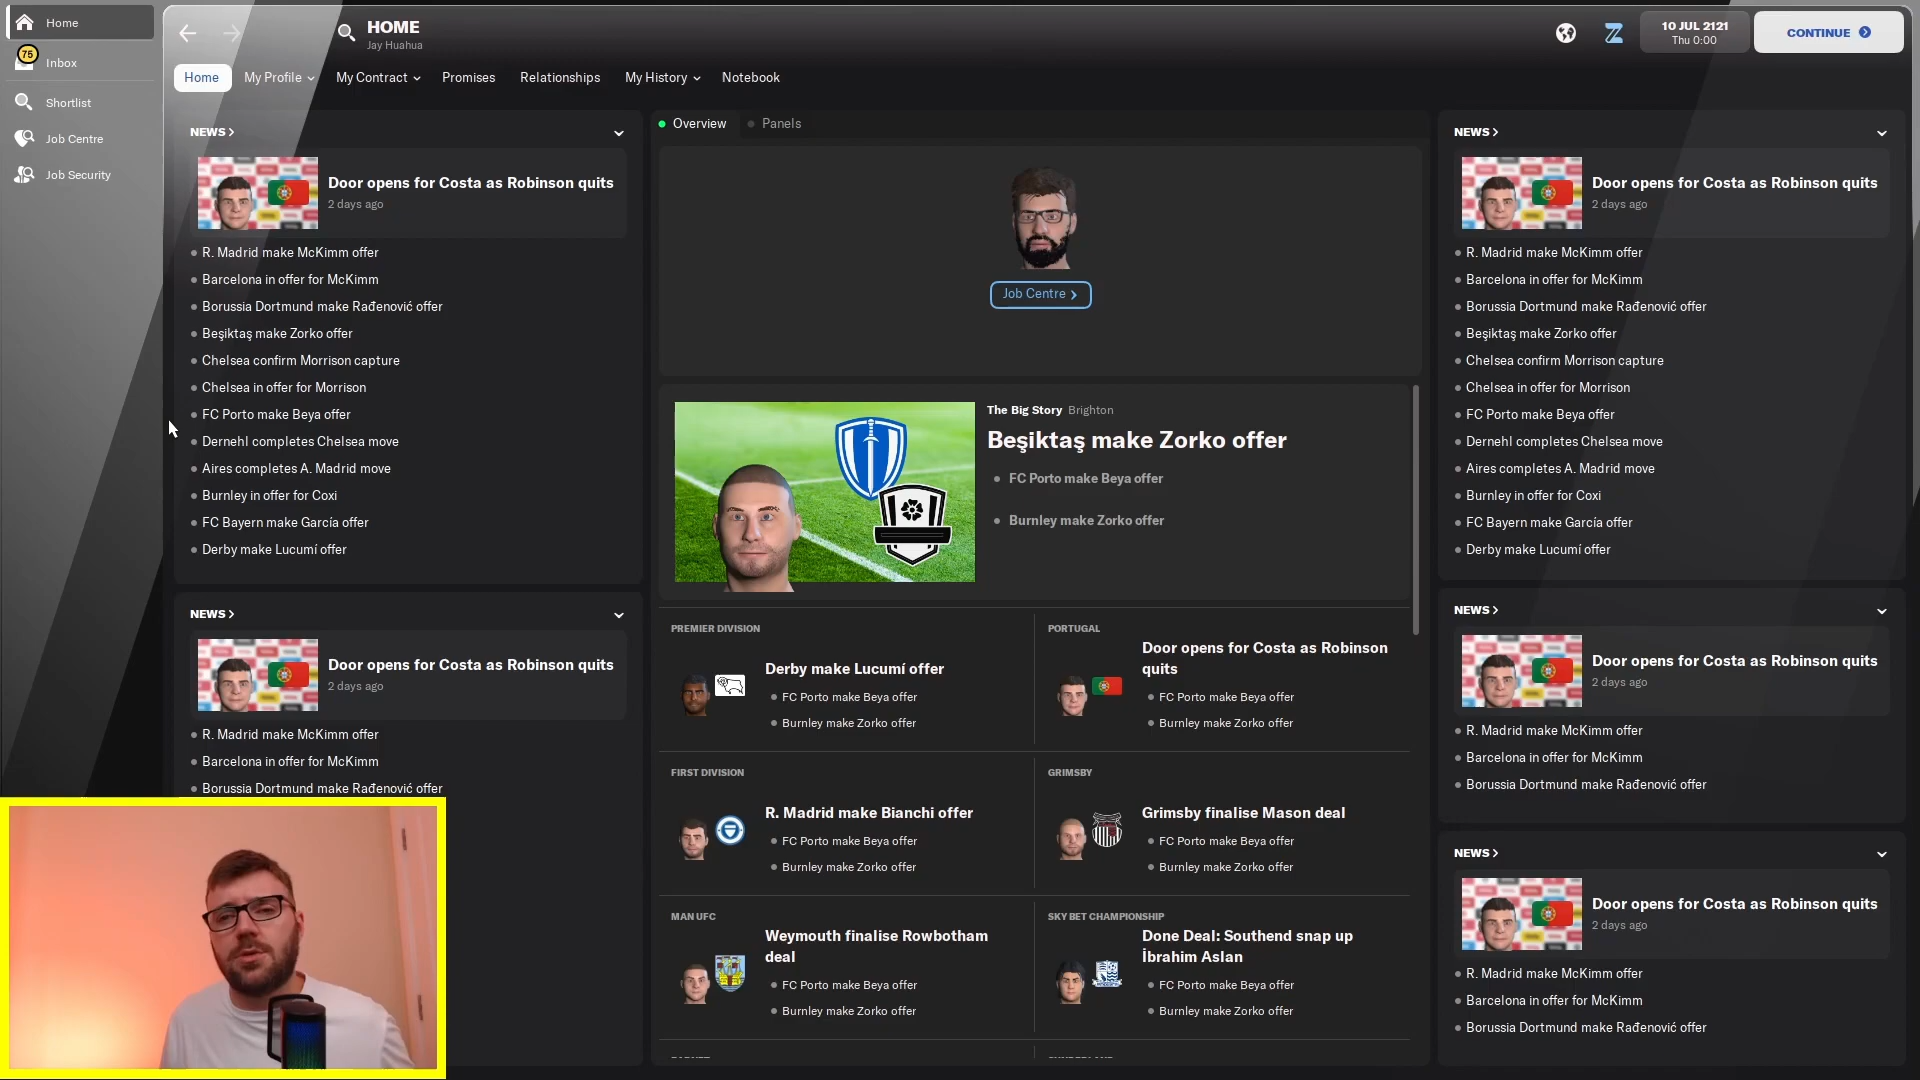 Home
75
Inbox
Shortlist
Job Centre
Job Security
HOME
Jay Huahua
10 JUL 2121
Thu 0:00
CONTINUE
Home
My Profile
My Contract
Promises
Relationships
My History
Notebook
NEWS
Door opens for Costa as Robinson quits
2 days ago
R. Madrid make McKimm offer
Barcelona in offer for McKimm
Borussia Dortmund make Rađenović offer
Beşiktaş make Zorko offer
Chelsea confirm Morrison capture
Chelsea in offer for Morrison
FC Porto make Beya offer
Dernehl completes Chelsea move
Aires completes A. Madrid move
Burnley in offer for Coxi
FC Bayern make García offer
Derby make Lucumí offer
NEWS
Door opens for Costa as Robinson quits
2 days ago
R. Madrid make McKimm offer
Barcelona in offer for McKimm
Borussia Dortmund make Rađenović offer
Overview
Panels
Job Centre
The Big Story Brighton
Beşiktaş make Zorko offer
FC Porto make Beya offer
Burnley make Zorko offer
PREMIER DIVISION
Derby make Lucumí offer
FC Porto make Beya offer
Burnley make Zorko offer
PORTUGAL
Door opens for Costa as Robinson
quits
FC Porto make Beya offer
Burnley make Zorko offer
FIRST DIVISION
R. Madrid make Bianchi offer
FC Porto make Beya offer
Burnley make Zorko offer
GRIMSBY
Grimsby finalise Mason deal
FC Porto make Beya offer
Burnley make Zorko offer
MAN UFC
Weymouth finalise Rowbotham
deal
FC Porto make Beya offer
Burnley make Zorko offer
SKY BET CHAMPIONSHIP
Done Deal: Southend snap up
İbrahim Aslan
FC Porto make Beya offer
Burnley make Zorko offer
NEWS
Door opens for Costa as Robinson quits
2 days ago
R. Madrid make McKimm offer
Barcelona in offer for McKimm
Borussia Dortmund make Rađenović offer
Beşiktaş make Zorko offer
Chelsea confirm Morrison capture
Chelsea in offer for Morrison
FC Porto make Beya offer
Dernehl completes Chelsea move
Aires completes A. Madrid move
Burnley in offer for Coxi
FC Bayern make García offer
Derby make Lucumí offer
NEWS
Door opens for Costa as Robinson quits
2 days ago
R. Madrid make McKimm offer
Barcelona in offer for McKimm
Borussia Dortmund make Rađenović offer
NEWS
Door opens for Costa as Robinson quits
2 days ago
R. Madrid make McKimm offer
Barcelona in offer for McKimm
Borussia Dortmund make Rađenović offer